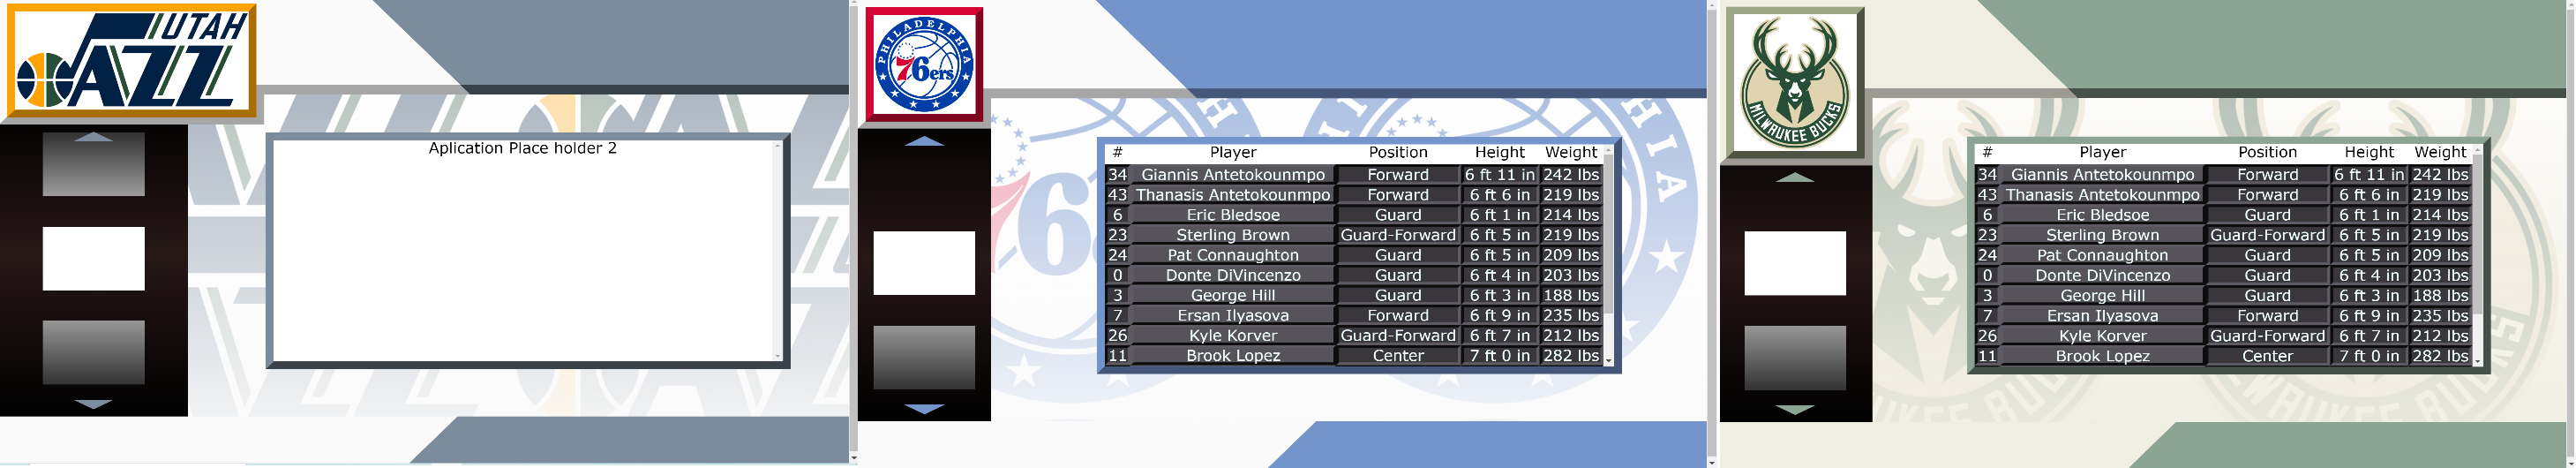 UTAH
JAZZ
Aplication Place holder 2
PHILADELPHIA
76ers
# Player Position Height Weight
34 Giannis Antetokounmpo Forward 6 ft 11 in 242 lbs
43 Thanasis Antetokounmpo Forward 6 ft 6 in 219 lbs
6 Eric Bledsoe Guard 6 ft 1 in 214 lbs
23 Sterling Brown Guard-Forward 6 ft 5 in 219 lbs
24 Pat Connaughton Guard 6 ft 5 in 209 lbs
0 Donte DiVincenzo Guard 6 ft 4 in 203 lbs
3 George Hill Guard 6 ft 3 in 188 lbs
7 Ersan Ilyasova Forward 6 ft 9 in 235 lbs
26 Kyle Korver Guard-Forward 6 ft 7 in 212 lbs
11 Brook Lopez Center 7 ft 0 in 282 lbs
MILWAUKEE BUCKS
# Player Position Height Weight
34 Giannis Antetokounmpo Forward 6 ft 11 in 242 lbs
43 Thanasis Antetokounmpo Forward 6 ft 6 in 219 lbs
6 Eric Bledsoe Guard 6 ft 1 in 214 lbs
23 Sterling Brown Guard-Forward 6 ft 5 in 219 lbs
24 Pat Connaughton Guard 6 ft 5 in 209 lbs
0 Donte DiVincenzo Guard 6 ft 4 in 203 lbs
3 George Hill Guard 6 ft 3 in 188 lbs
7 Ersan Ilyasova Forward 6 ft 9 in 235 lbs
26 Kyle Korver Guard-Forward 6 ft 7 in 212 lbs
11 Brook Lopez Center 7 ft 0 in 282 lbs